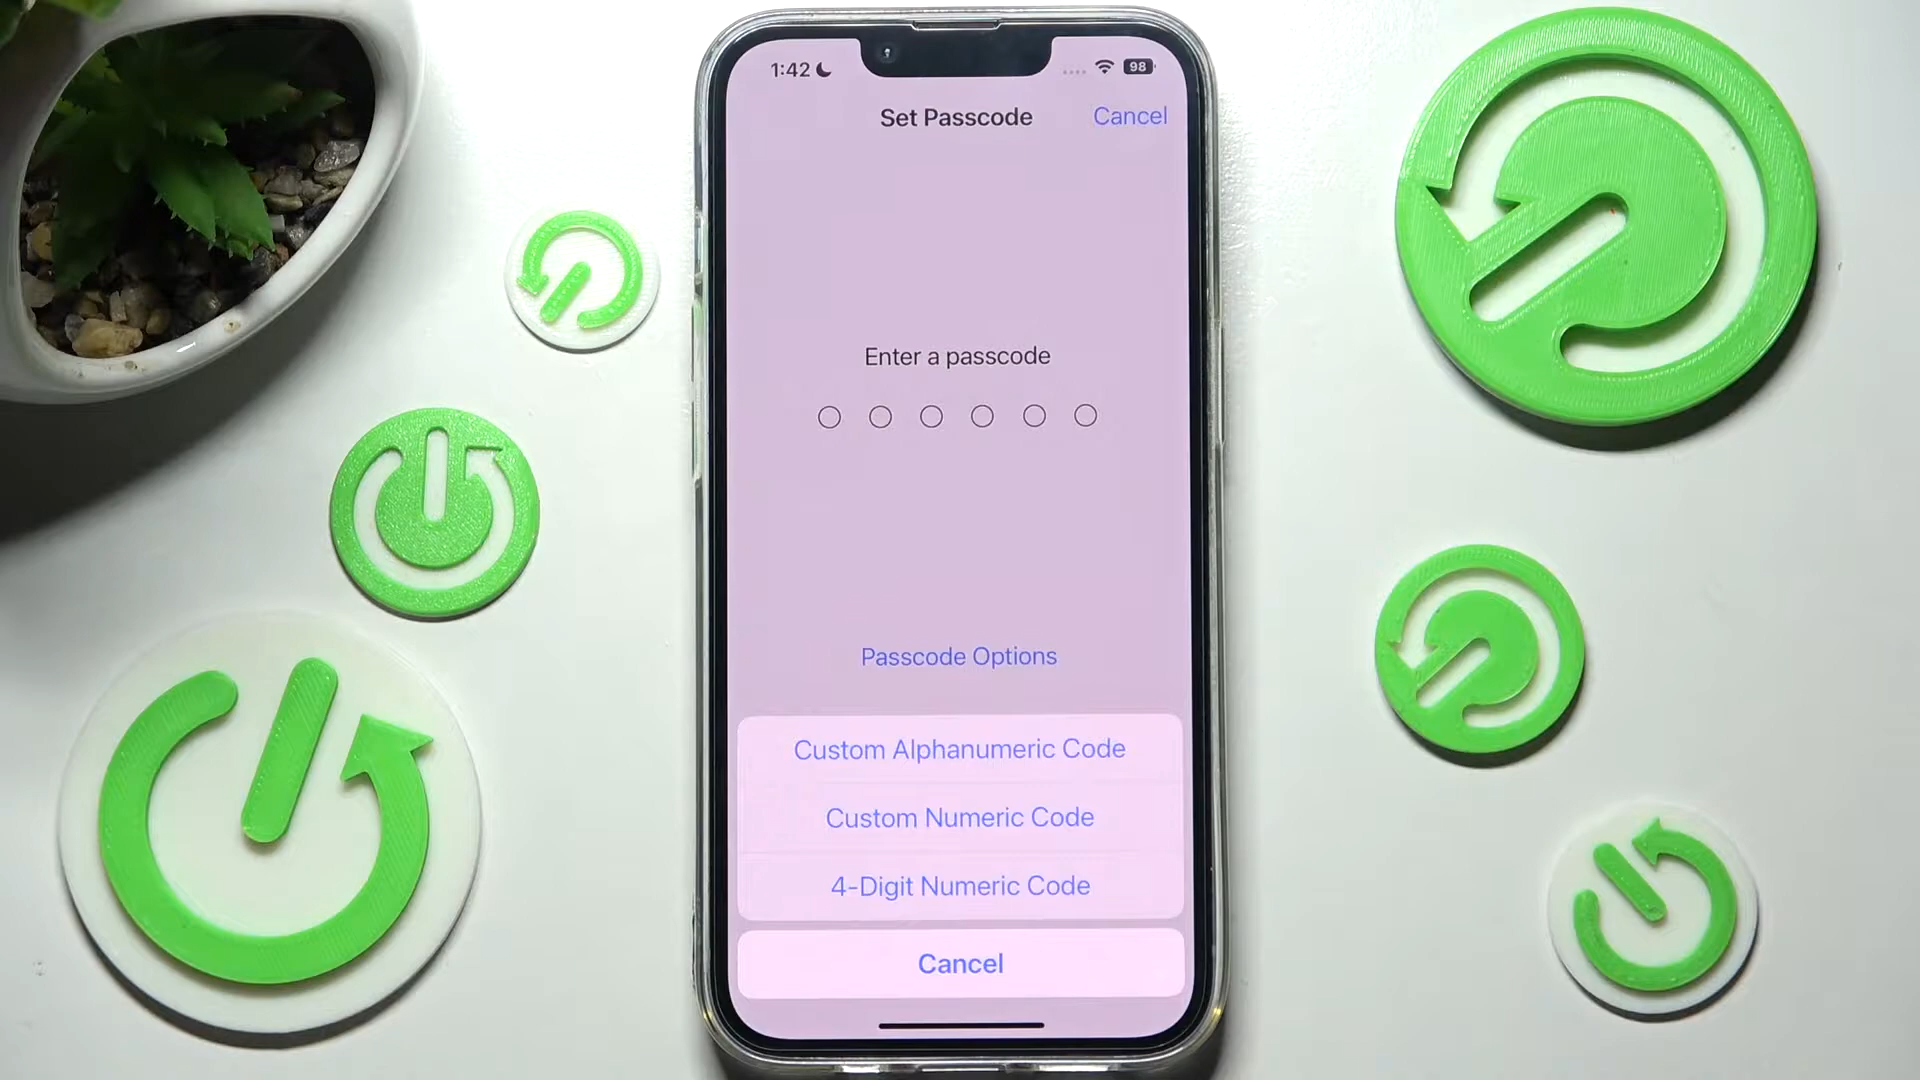 1:42
98
Set Passcode
Cancel
Enter a passcode
Passcode Options
Custom Alphanumeric Code
Custom Numeric Code
4-Digit Numeric Code
Cancel